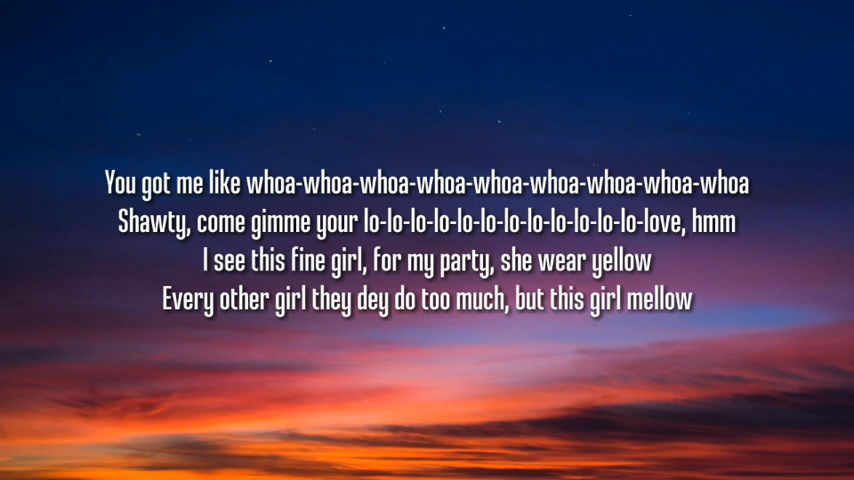 You got me like whoa-whoa-whoa-whoa-whoa-whoa-whoa-whoa-whoa
Shawty, come gimme your lo-lo-lo-lo-lo-lo-lo-lo-lo-lo-lo-lo-love, hmm
I see this fine girl, for my party, she wear yellow
Every other girl they dey do too much, but this girl mellow